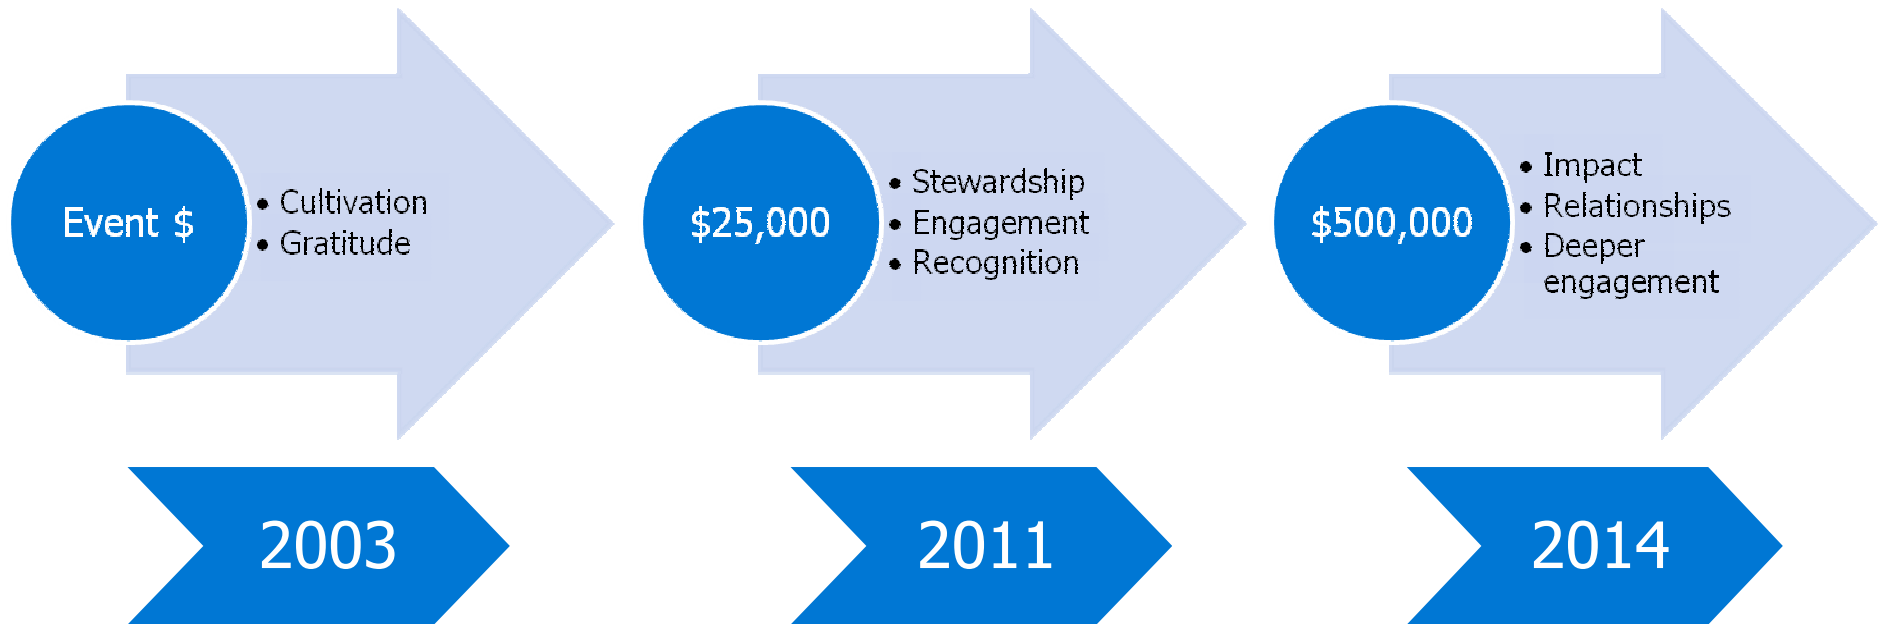 Event $
• Cultivation
• Gratitude
$25,000
• Stewardship
• Engagement
• Recognition
$500,000
• Impact
• Relationships
• Deeper
engagement
2003
2011
2014